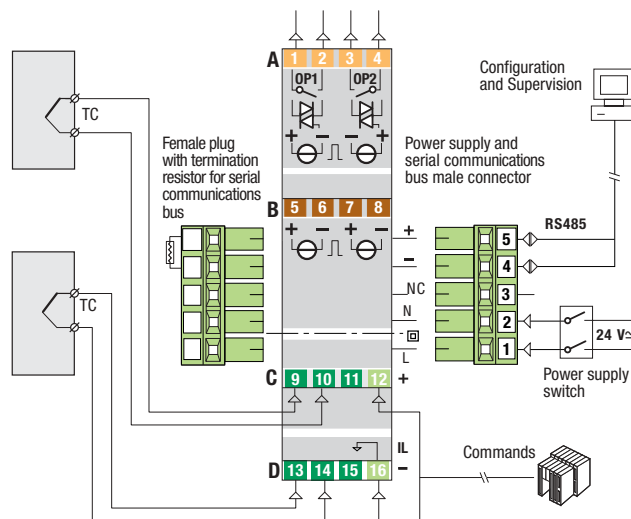 A
1 2 3 4
OP1 OP2
+ − + −
TC
Female plug
with termination
resistor for serial
communications
bus
Power supply and
serial communications
bus male connector
Configuration
and Supervision
B
5 6 7 8
+ − + −
+
−
NC
N
L
5
4
3
2
1
RS485
24 V≂
Power supply
switch
TC
C
9 10 11 12 +
IL
D
13 14 15 16 −
Commands